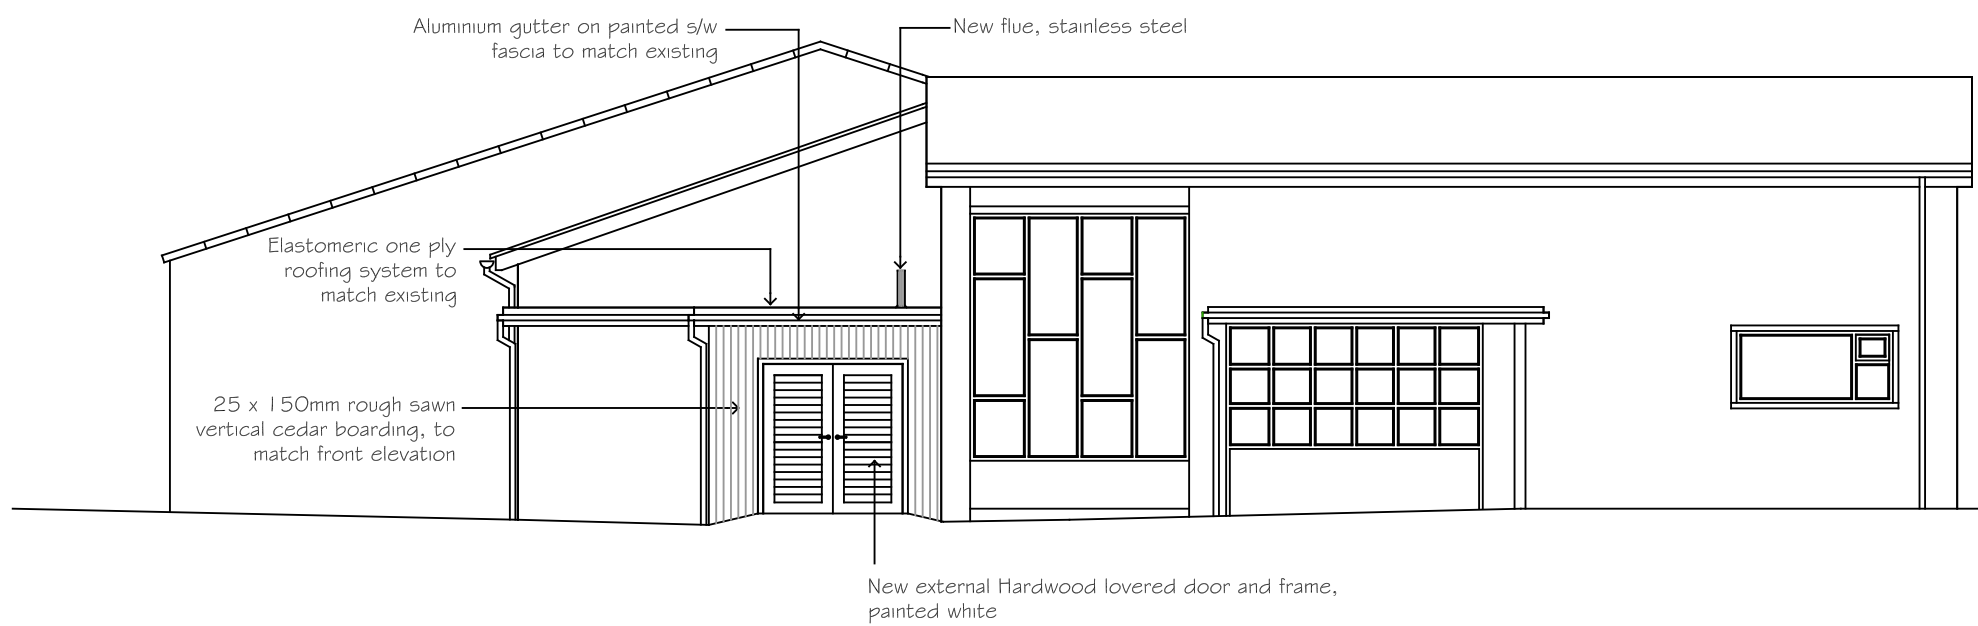 Aluminium gutter on painted s/w
fascia to match existing
New flue, stainless steel
Elastomeric one ply
roofing system to
match existing
25 x 150mm rough sawn
vertical cedar boarding, to
match front elevation
New external Hardwood lovered door and frame,
painted white